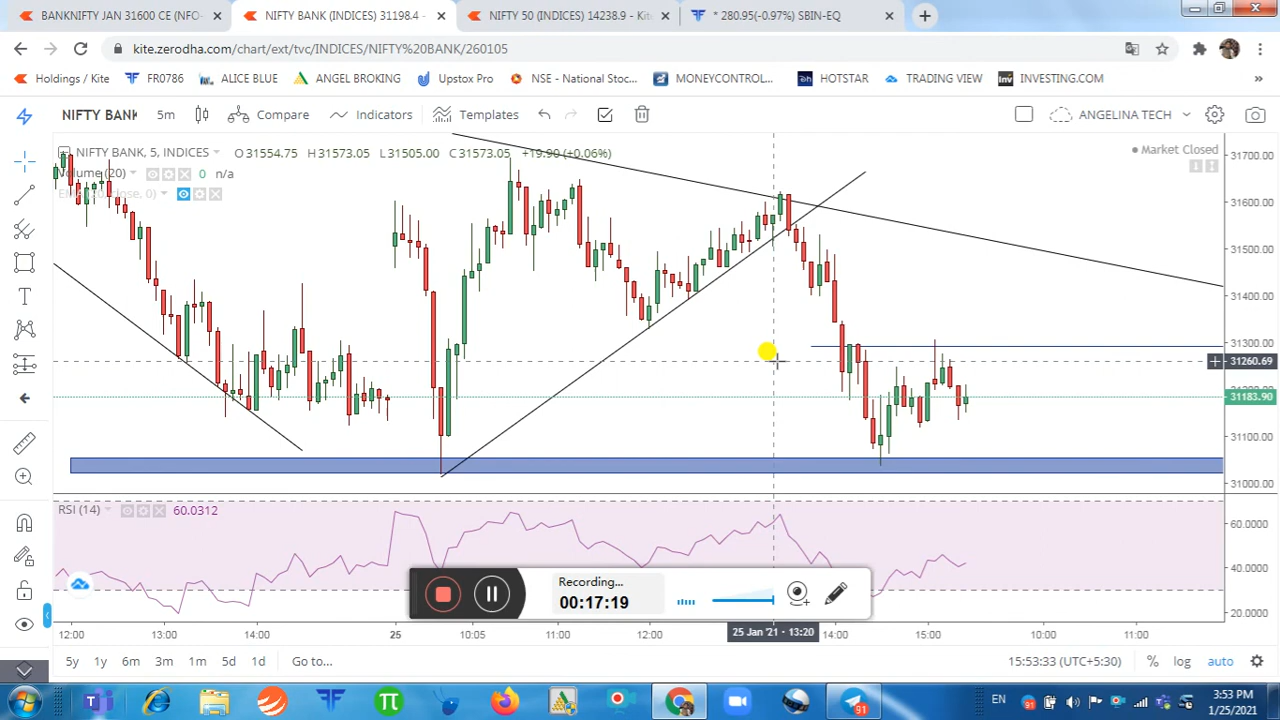 BANKNIFTY JAN 31600 CE (NFO-
NIFTY BANK (INDICES) 31198.4 -
NIFTY 50 (INDICES) 14238.9 - Kite
* 280.95(-0.97%) SBIN-EQ
kite.zerodha.com/chart/ext/tvc/INDICES/NIFTY%20BANK/260105
Holdings / Kite
FR0786
ALICE BLUE
ANGEL BROKING
Upstox Pro
NSE - National Stoc...
MONEYCONTROL...
HOTSTAR
TRADING VIEW
INVESTING.COM
NIFTY BANK
5m
Compare
Indicators
Templates
ANGELINA TECH
NIFTY BANK, 5, INDICES
O31554.75 H31573.05 L31505.00 C31573.05 +19.90 (+0.06%)
Market Closed
Volume (20) 0 n/a
31700.00
31600.00
31500.00
31400.00
31300.00
31260.69
31183.90
31100.00
31000.00
RSI (14) 60.0312
60.0000
40.0000
20.0000
Recording...
00:17:19
12:00
13:00
14:00
25
10:05
11:00
12:00
25 Jan '21 - 13:20
14:00
15:00
10:00
11:00
5y 1y 6m 3m 1m 5d 1d Go to...
15:53:33 (UTC+5:30) % log auto
EN
3:53 PM
1/25/2021